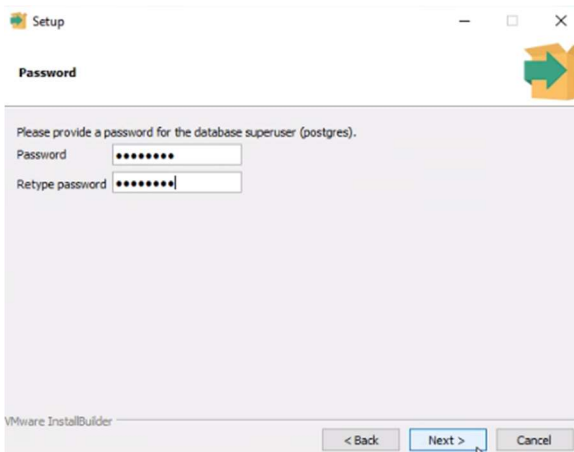 Setup
Password
Please provide a password for the database superuser (postgres).
Password ••••••••
Retype password ••••••••
VMware InstallBuilder
< Back Next > Cancel